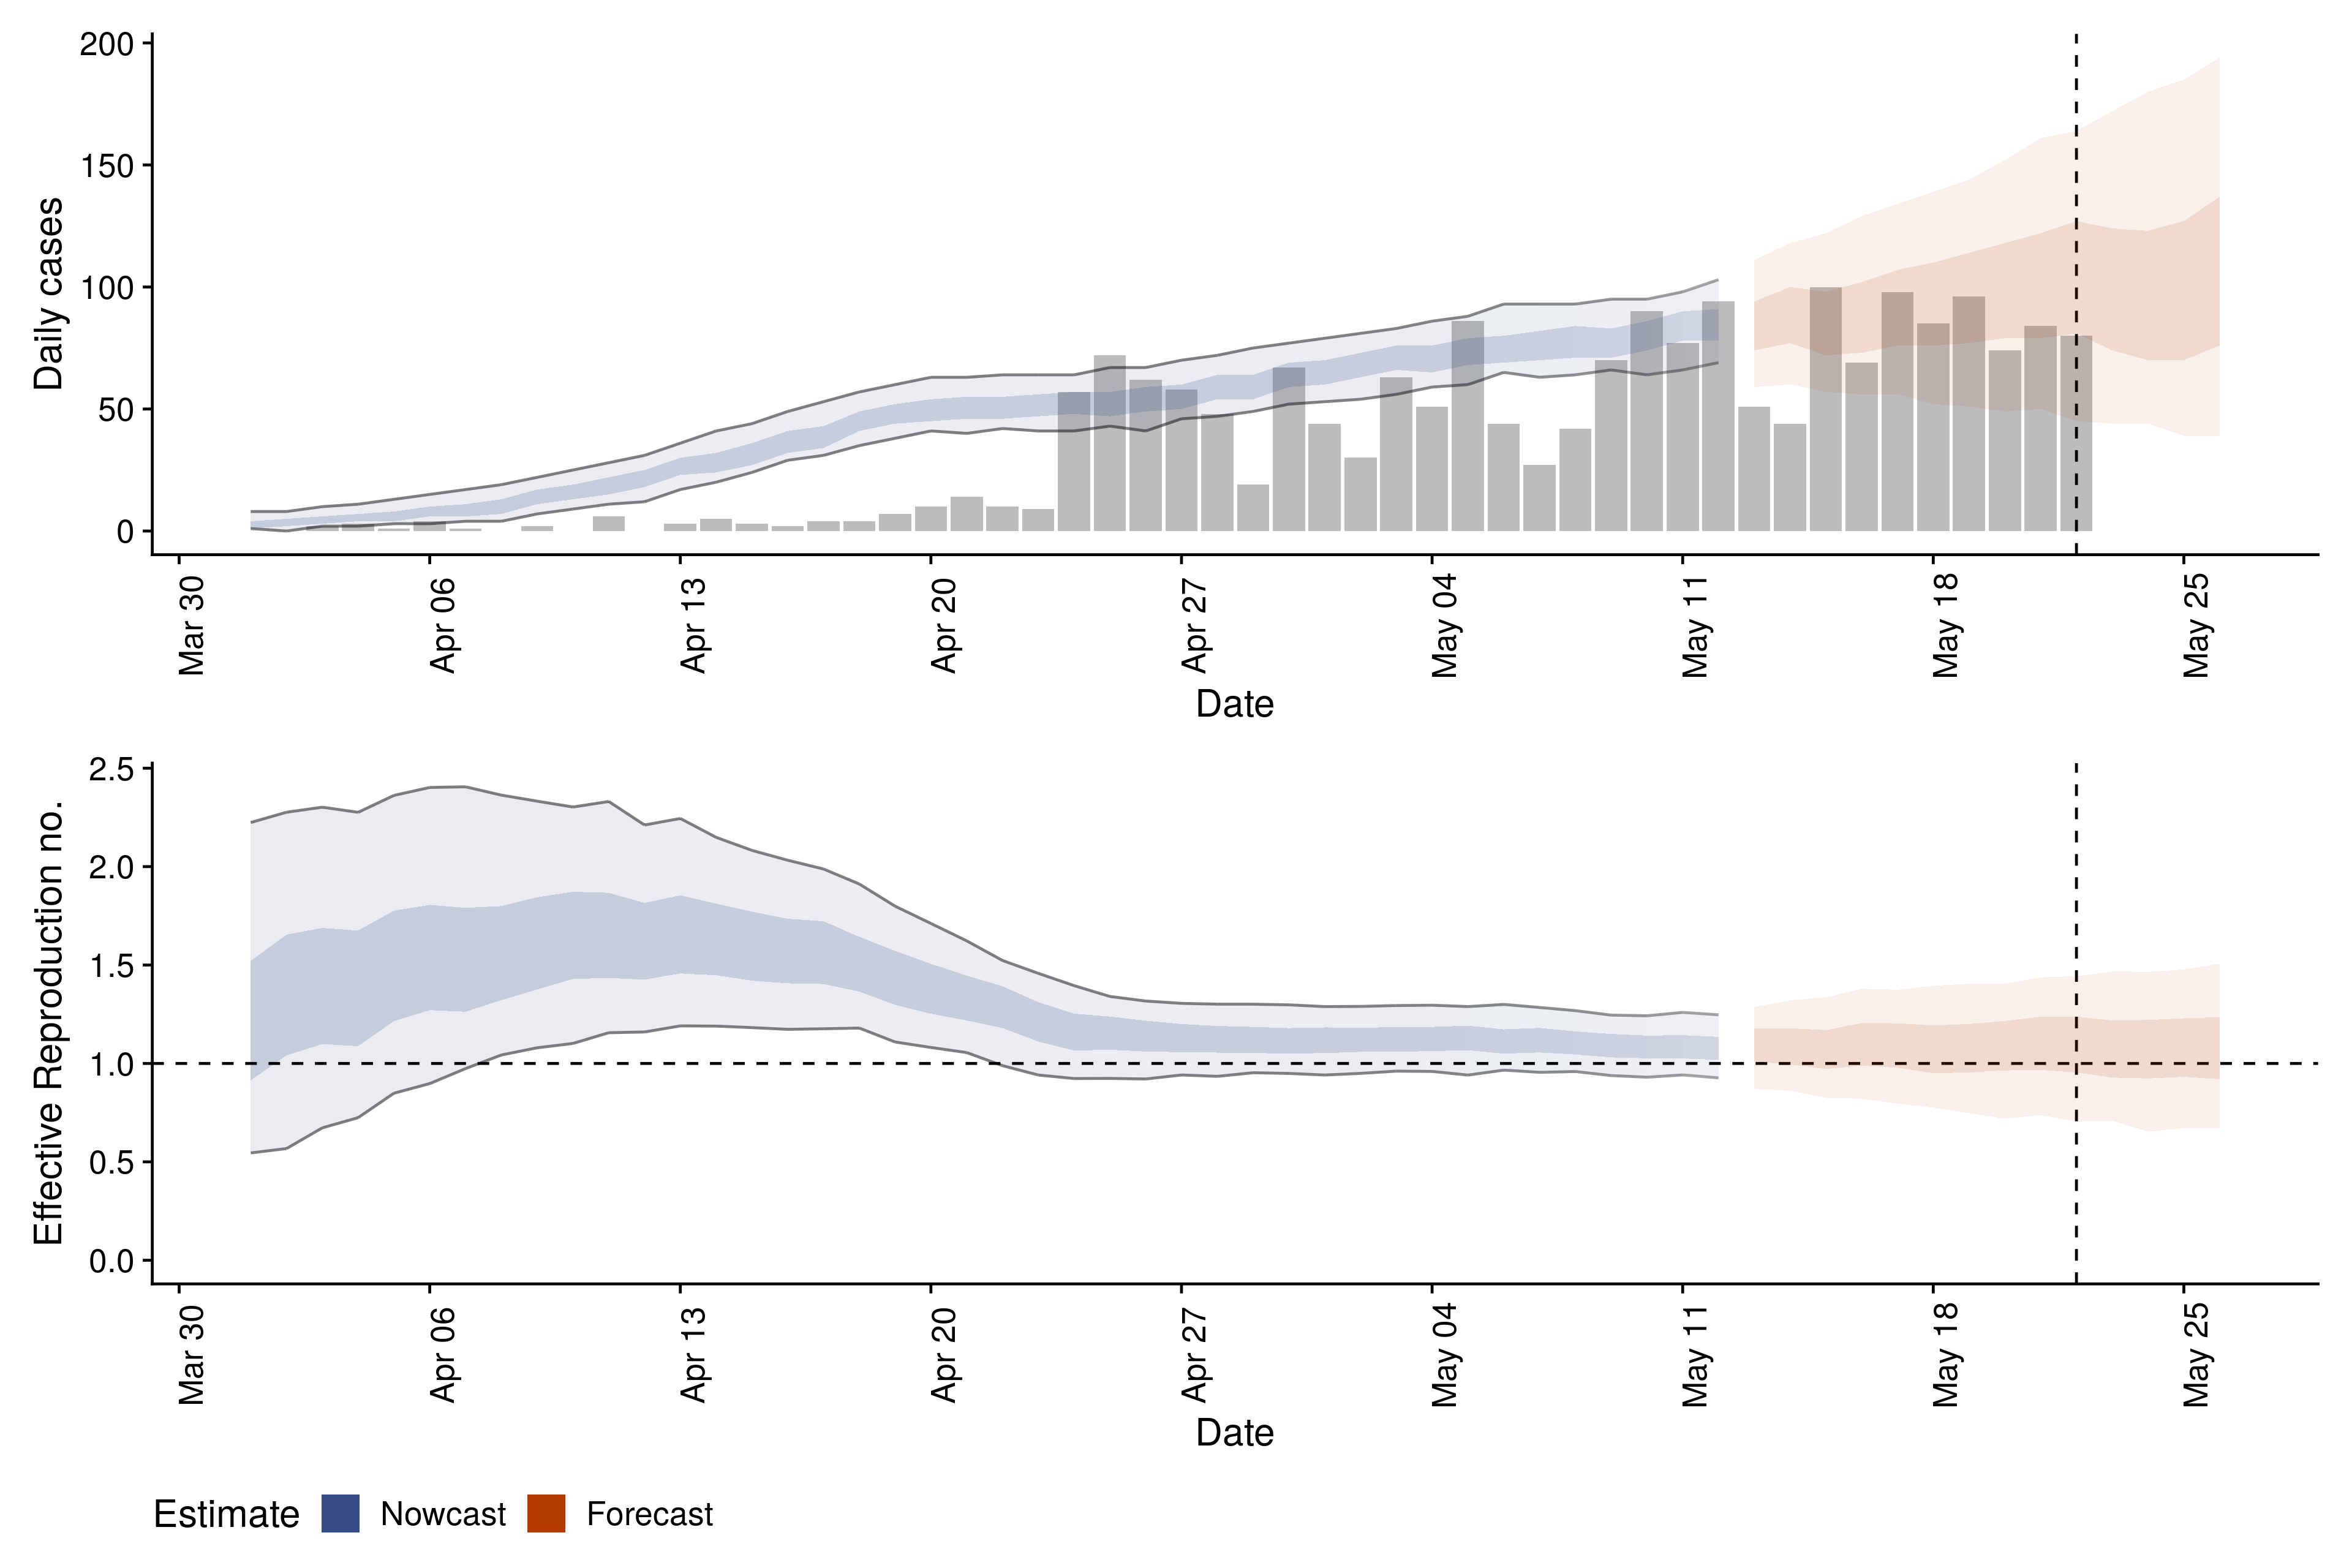 200
150
100
50
0
Daily cases
Mar 30
Apr 06
Apr 13
Apr 20
Apr 27
May 04
May 11
May 18
May 25
Date
2.5
2.0
1.5
1.0
0.5
0.0
Effective Reproduction no.
Mar 30
Apr 06
Apr 13
Apr 20
Apr 27
May 04
May 11
May 18
May 25
Date
Estimate Nowcast Forecast